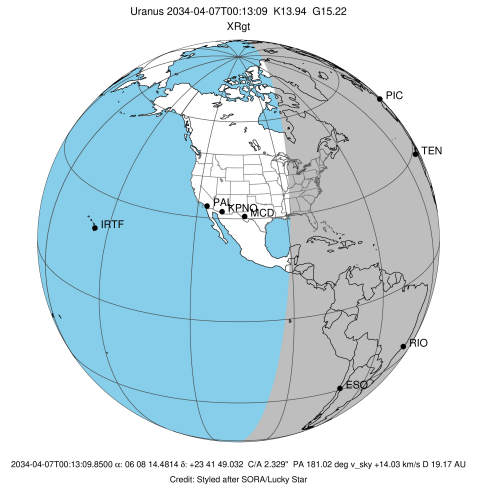 Uranus 2034-04-07T00:13:09 K13.94 G15.22
XRgt
PIC
TEN
PAL
KPNO
MCD
IRTF
RIO
ESO
2034-04-07T00:13:09.8500 α: 06 08 14.4814 δ: +23 41 49.032 C/A 2.329" PA 181.02 deg v_sky +14.03 km/s D 19.17 AU
Credit: Styled after SORA/Lucky Star